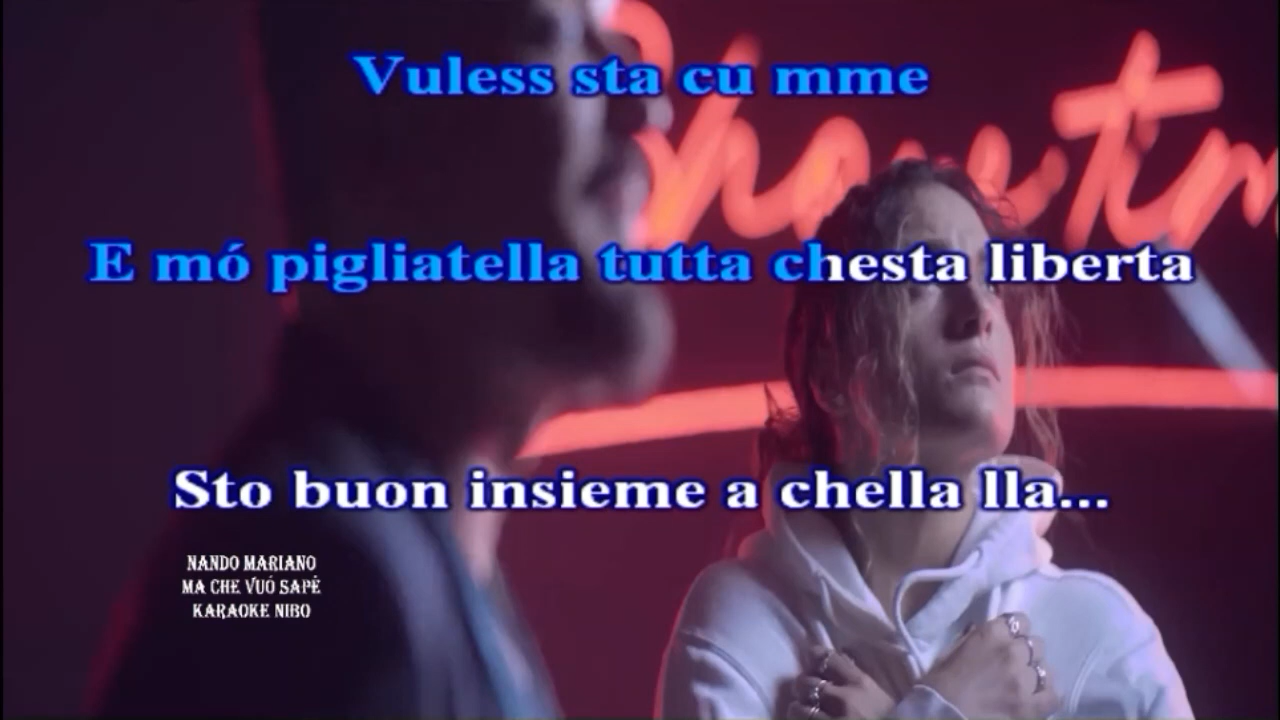 Vuless sta cu mme
E mó pigliatella tutta chesta liberta
Sto buon insieme a chella lla...
NANDO MARIANO
MA CHE VUÓ SAPÈ
KARAOKE NIBO